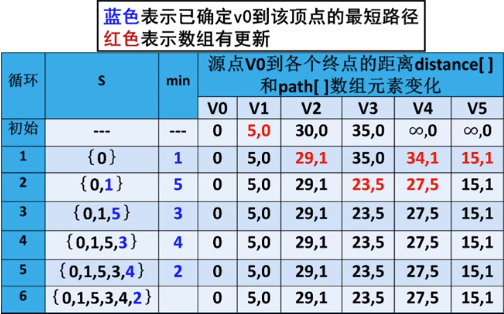 蓝色表示已确定v0到该顶点的最短路径
红色表示数组有更新
循环 S min 源点V0到各个终点的距离distance[ ]
和path[ ]数组元素变化
V0 V1 V2 V3 V4 V5
初始 --- --- 0 5,0 30,0 35,0 ∞,0 ∞,0
1 {0} 1 0 5,0 29,1 35,0 34,1 15,1
2 {0,1} 5 0 5,0 29,1 23,5 27,5 15,1
3 {0,1,5} 3 0 5,0 29,1 23,5 27,5 15,1
4 {0,1,5,3} 4 0 5,0 29,1 23,5 27,5 15,1
5 {0,1,5,3,4} 2 0 5,0 29,1 23,5 27,5 15,1
6 {0,1,5,3,4,2} 0 5,0 29,1 23,5 27,5 15,1